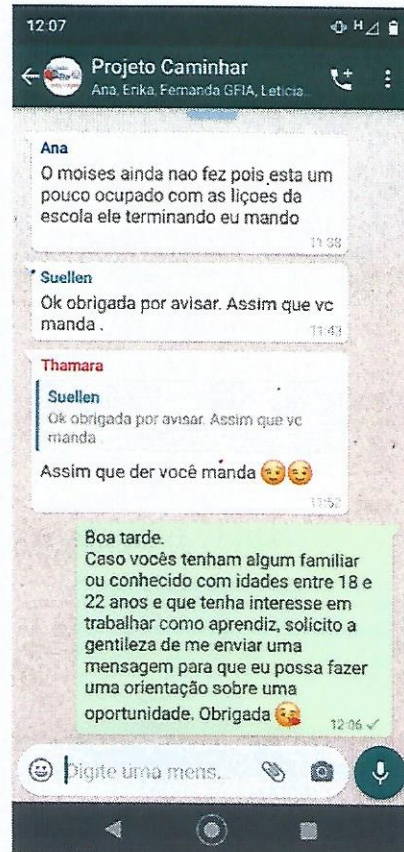 12:07
H
Projeto Caminhar
Ana, Erika, Fernanda GFIA, Leticia...
Ana
O moises ainda nao fez pois esta um
pouco ocupado com as liçoes da
escola ele terminando eu mando
11:38
Suellen
Ok obrigada por avisar. Assim que vc
manda .
11:43
Thamara
Suellen
Ok obrigada por avisar. Assim que vc
manda .
Assim que der você manda 😉😉
11:52
Boa tarde.
Caso vocês tenham algum familiar
ou conhecido com idades entre 18 e
22 anos e que tenha interesse em
trabalhar como aprendiz, solicito a
gentileza de me enviar uma
mensagem para que eu possa fazer
uma orientação sobre uma
oportunidade. Obrigada 😘
12:06
Digite uma mens...